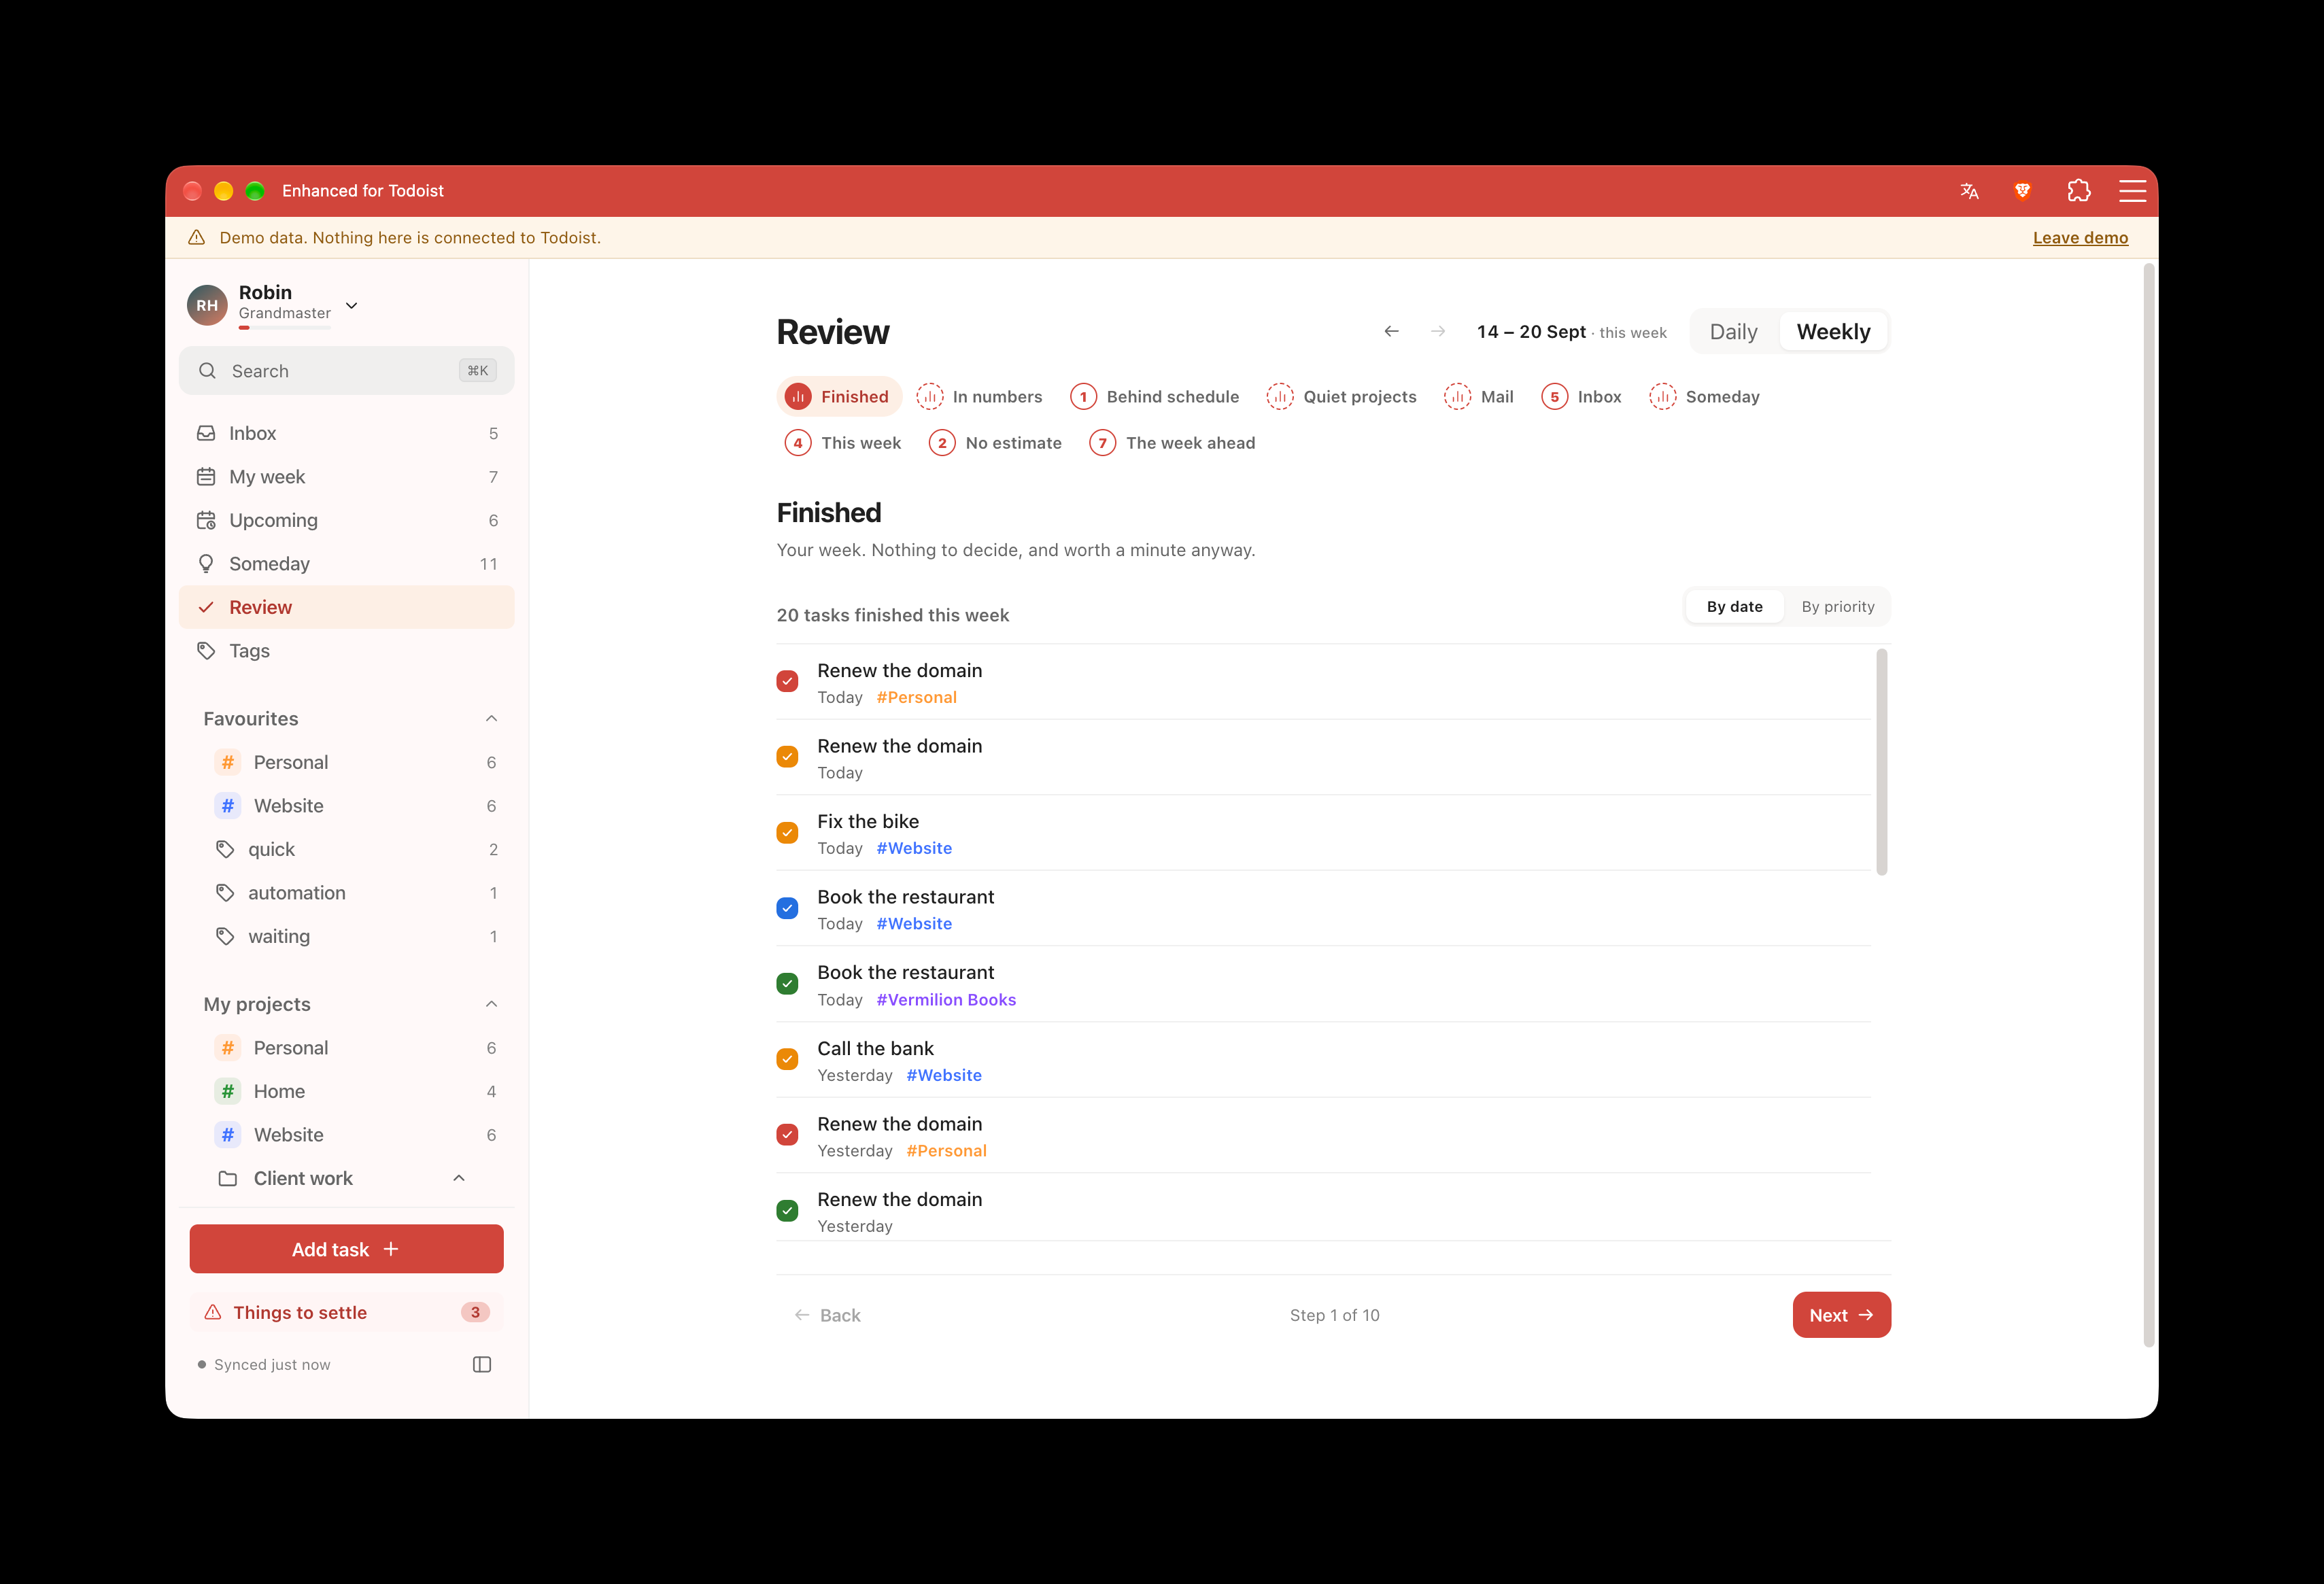 Enhanced for Todoist
Demo data. Nothing here is connected to Todoist.
Leave demo
RH
Robin
Grandmaster
Search
⌘K
Inbox 5
My week 7
Upcoming 6
Someday 11
Review
Tags
Favourites
# Personal 6
# Website 6
quick 2
automation 1
waiting 1
My projects
# Personal 6
# Home 4
# Website 6
Client work
Add task +
Things to settle 3
Synced just now
Review
← → 14 – 20 Sept · this week
Daily Weekly
Finished In numbers 1 Behind schedule Quiet projects Mail 5 Inbox Someday
4 This week 2 No estimate 7 The week ahead
Finished
Your week. Nothing to decide, and worth a minute anyway.
20 tasks finished this week
By date By priority
Renew the domain
Today #Personal
Renew the domain
Today
Fix the bike
Today #Website
Book the restaurant
Today #Website
Book the restaurant
Today #Vermilion Books
Call the bank
Yesterday #Website
Renew the domain
Yesterday #Personal
Renew the domain
Yesterday
← Back
Step 1 of 10
Next →